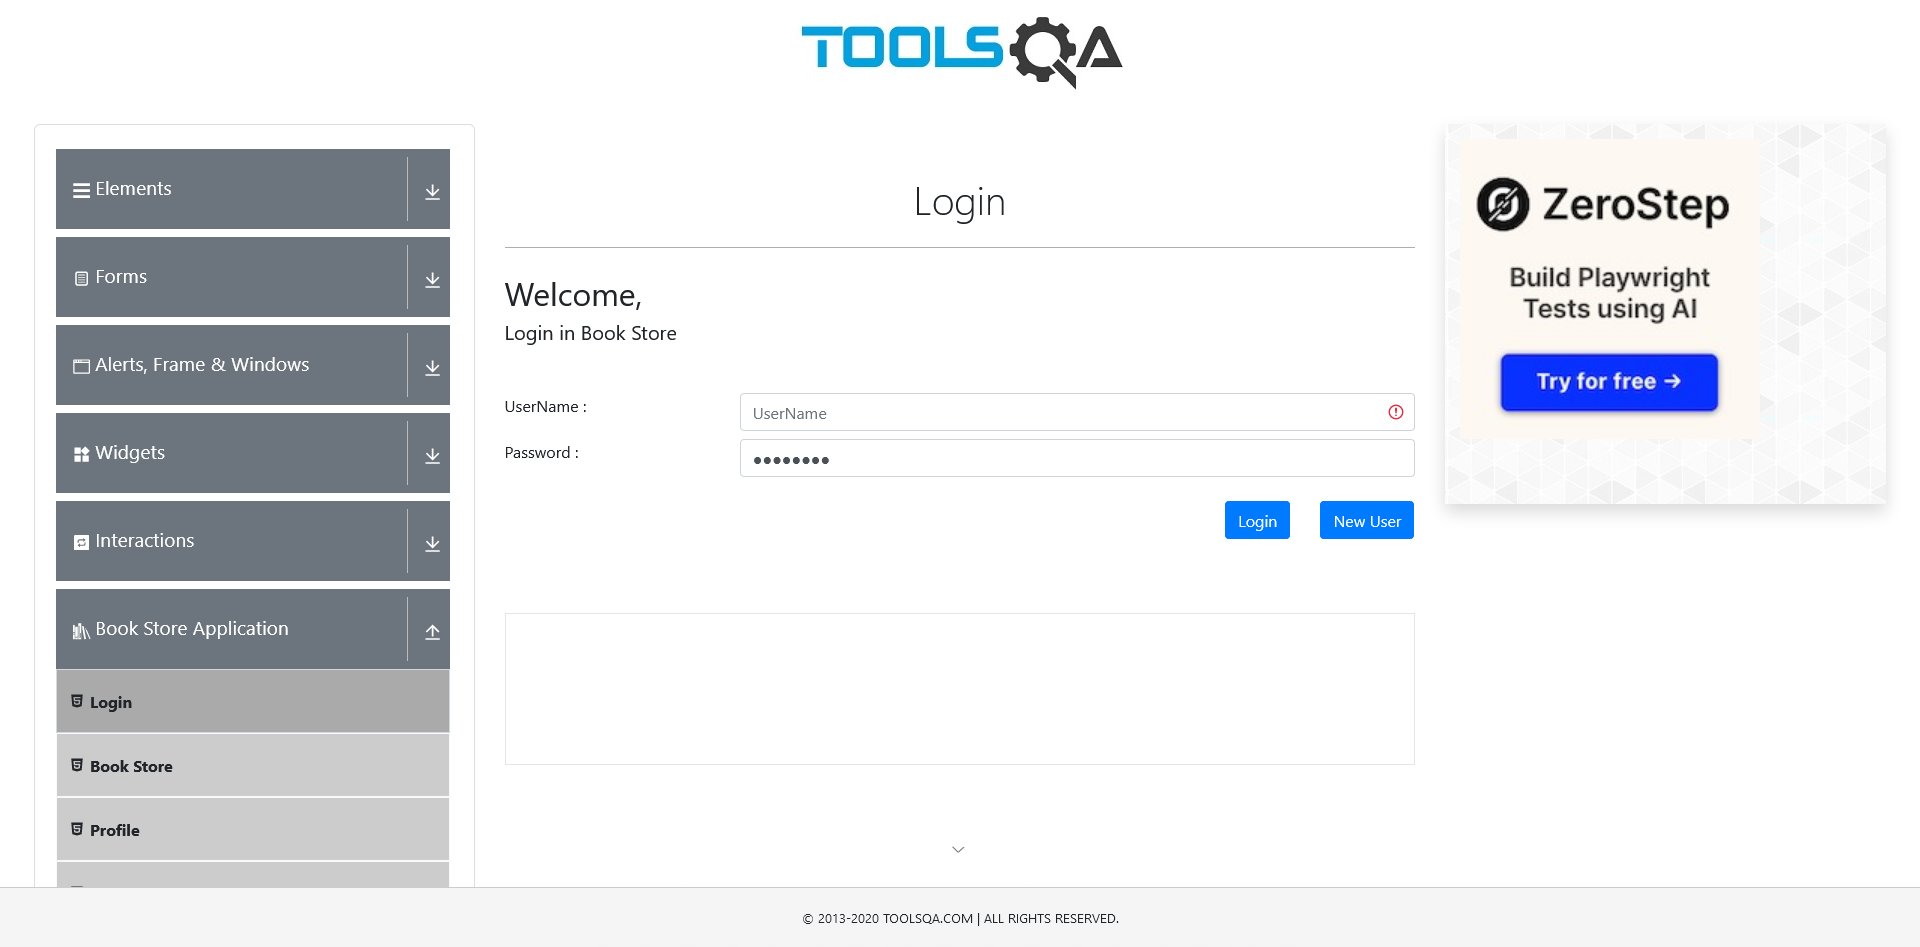 TOOLSQA
Elements
Forms
Alerts, Frame & Windows
Widgets
Interactions
Book Store Application
Login
Book Store
Profile
Login
Welcome,
Login in Book Store
UserName :
UserName
Password :
Login
New User
ZeroStep
Build Playwright
Tests using AI
Try for free →
© 2013-2020 TOOLSQA.COM | ALL RIGHTS RESERVED.